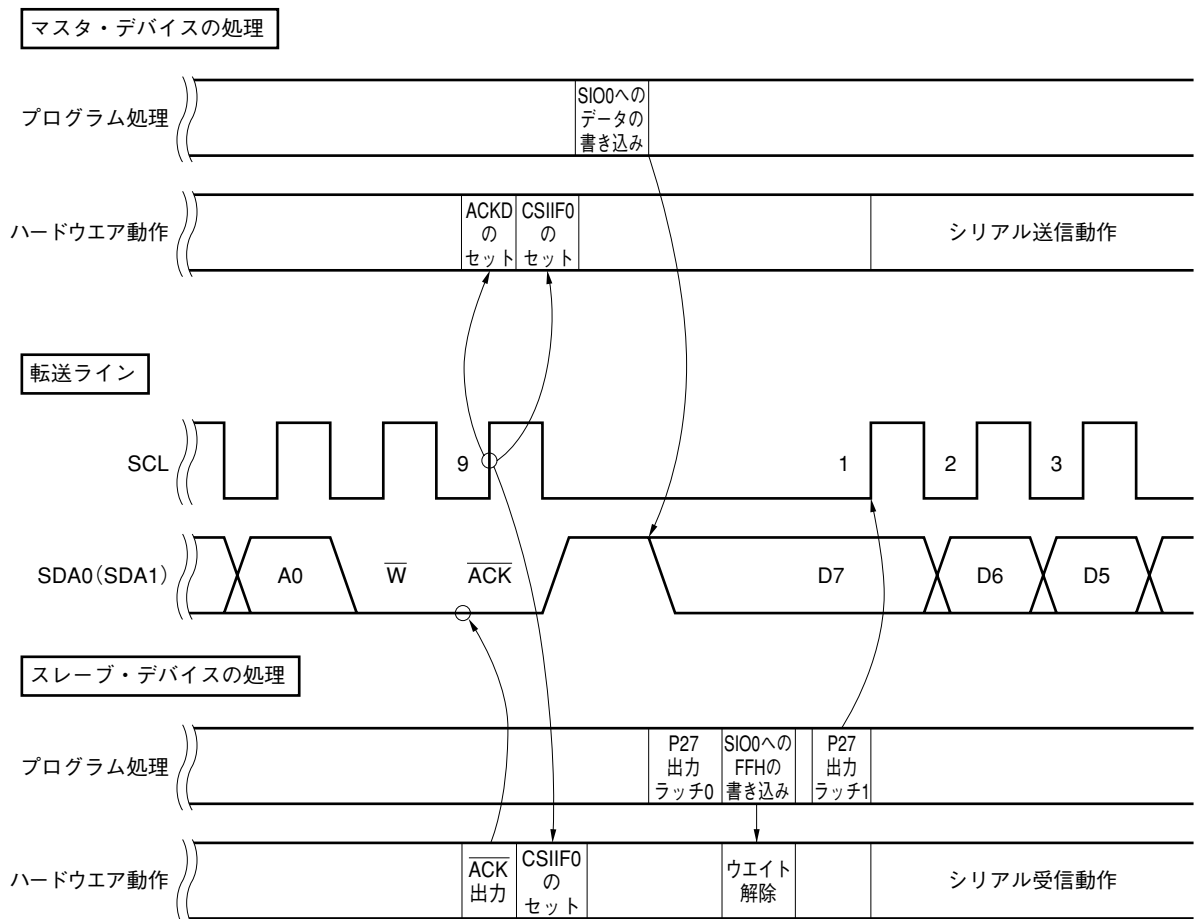 マスタ・デバイスの処理
プログラム処理
SIO0への
データの
書き込み
ハードウエア動作
ACKD
の
セット
CSIIF0
の
セット
シリアル送信動作
転送ライン
SCL
9
1
2
3
SDA0(SDA1)
A0
W
ACK
D7
D6
D5
スレーブ・デバイスの処理
プログラム処理
P27
出力
ラッチ0
SIO0への
FFHの
書き込み
P27
出力
ラッチ1
ハードウエア動作
ACK
出力
CSIIF0
の
セット
ウエイト
解除
シリアル受信動作